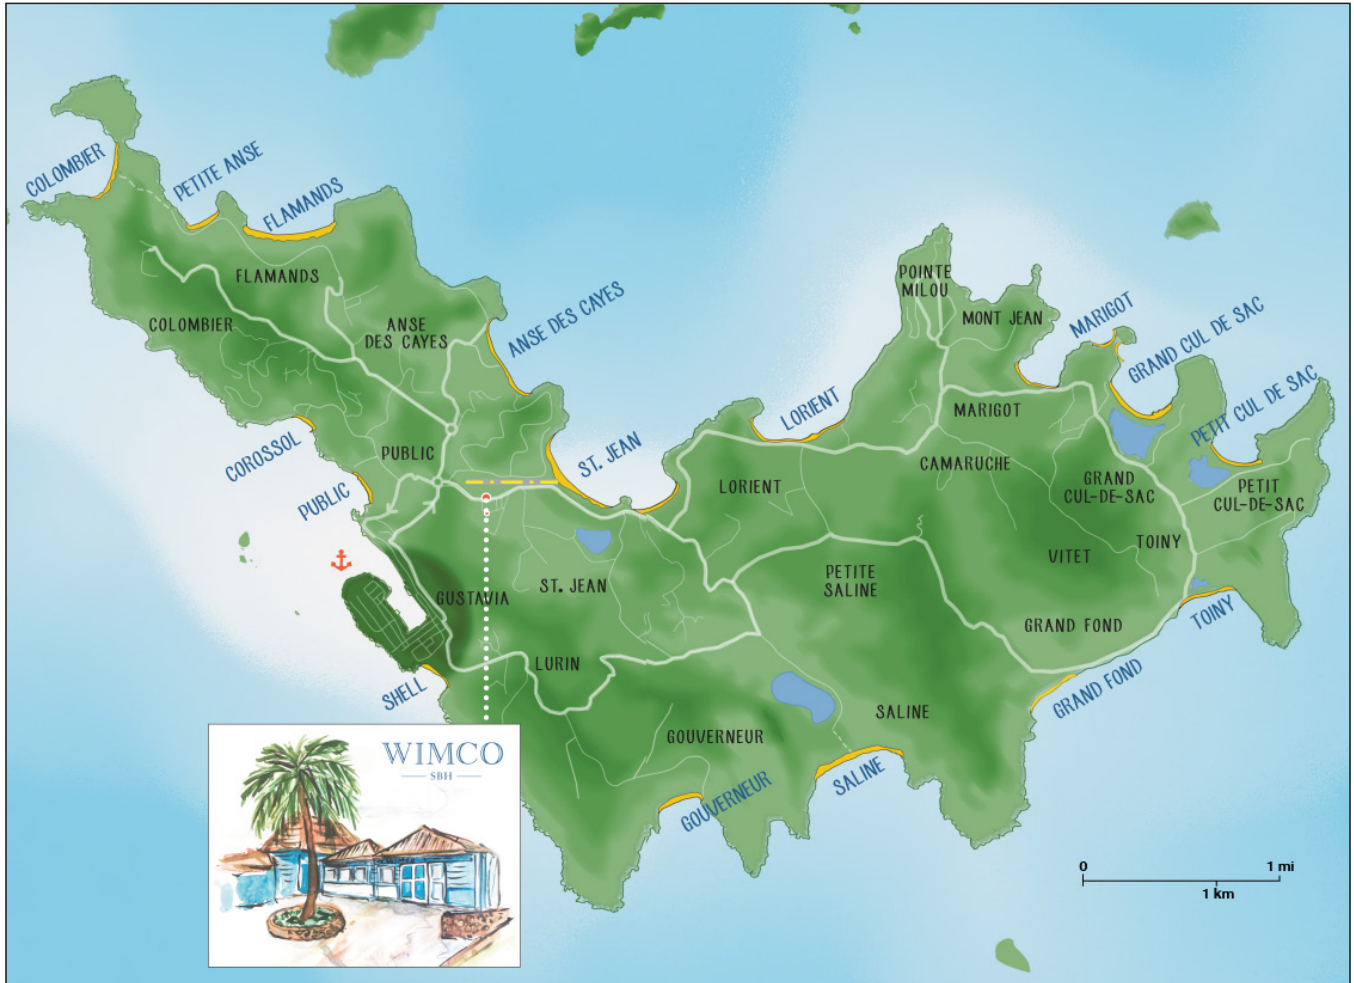 COLOMBIER
PETITE ANSE
FLAMANDS
FLAMANDS
COLOMBIER
ANSE
DES CAYES
ANSE DES CAYES
POINTE
MILOU
MONT JEAN
MARIGOT
GRAND CUL DE SAC
PETIT CUL DE SAC
LORIENT
MARIGOT
COROSSOL
PUBLIC
PUBLIC
ST. JEAN
LORIENT
CAMARUCHE
GRAND
CUL-DE-SAC
PETIT
CUL-DE-SAC
TOINY
VITET
GUSTAVIA
ST. JEAN
PETITE
SALINE
TOINY
GRAND FOND
GRAND FOND
SHELL
LURIN
SALINE
GOUVERNEUR
GOUVERNEUR
SALINE
WIMCO
SBH
0
1 mi
1 km